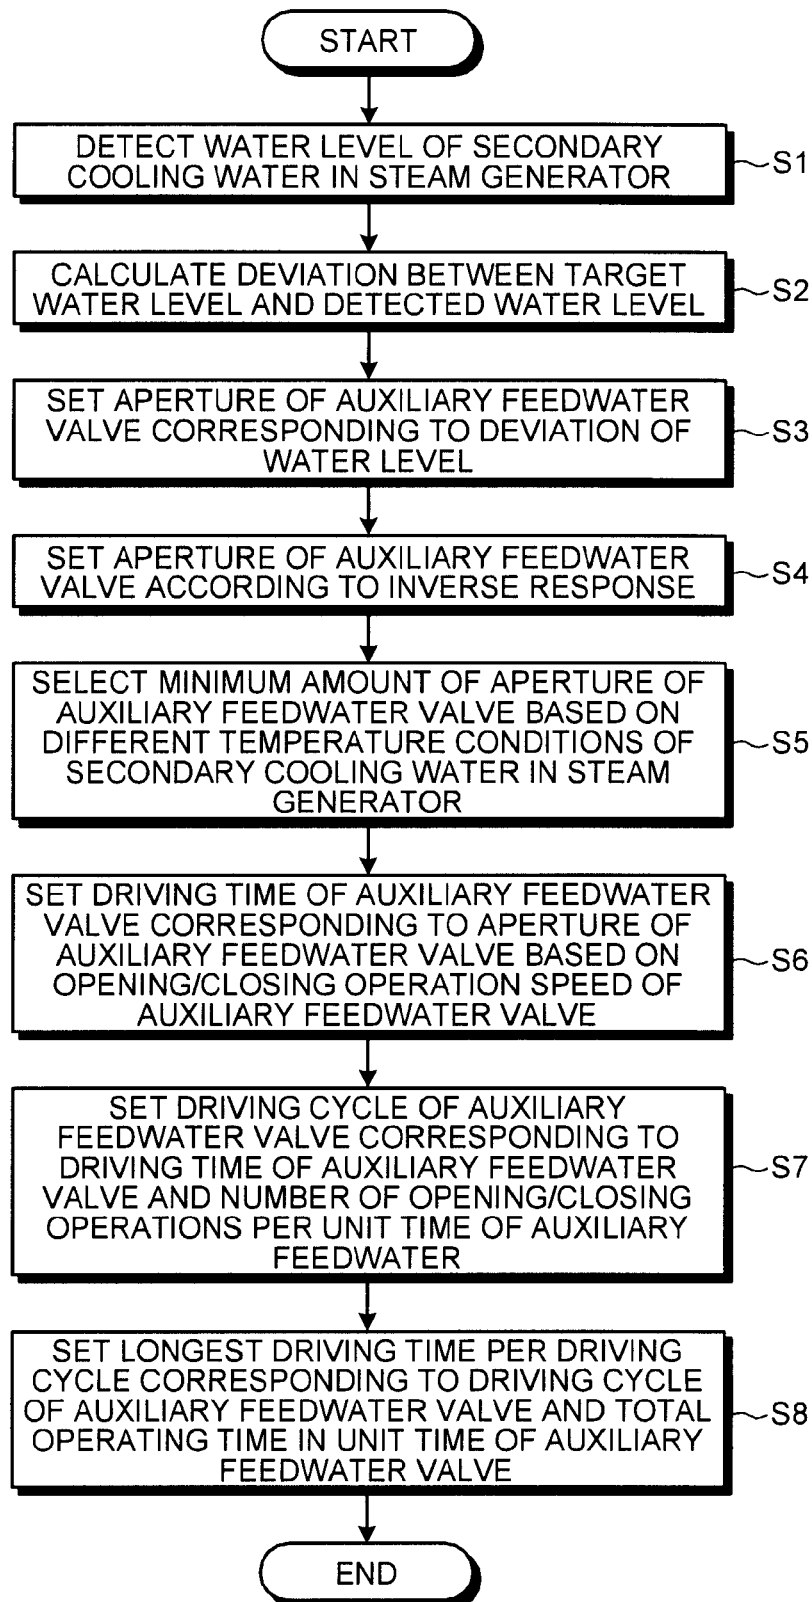 START
DETECT WATER LEVEL OF SECONDARY
COOLING WATER IN STEAM GENERATOR
S1
CALCULATE DEVIATION BETWEEN TARGET
WATER LEVEL AND DETECTED WATER LEVEL
S2
SET APERTURE OF AUXILIARY FEEDWATER
VALVE CORRESPONDING TO DEVIATION OF
WATER LEVEL
S3
SET APERTURE OF AUXILIARY FEEDWATER
VALVE ACCORDING TO INVERSE RESPONSE
S4
SELECT MINIMUM AMOUNT OF APERTURE OF
AUXILIARY FEEDWATER VALVE BASED ON
DIFFERENT TEMPERATURE CONDITIONS OF
SECONDARY COOLING WATER IN STEAM
GENERATOR
S5
SET DRIVING TIME OF AUXILIARY FEEDWATER
VALVE CORRESPONDING TO APERTURE OF
AUXILIARY FEEDWATER VALVE BASED ON
OPENING/CLOSING OPERATION SPEED OF
AUXILIARY FEEDWATER VALVE
S6
SET DRIVING CYCLE OF AUXILIARY
FEEDWATER VALVE CORRESPONDING TO
DRIVING TIME OF AUXILIARY FEEDWATER
VALVE AND NUMBER OF OPENING/CLOSING
OPERATIONS PER UNIT TIME OF AUXILIARY
FEEDWATER
S7
SET LONGEST DRIVING TIME PER DRIVING
CYCLE CORRESPONDING TO DRIVING CYCLE
OF AUXILIARY FEEDWATER VALVE AND TOTAL
OPERATING TIME IN UNIT TIME OF AUXILIARY
FEEDWATER VALVE
S8
END